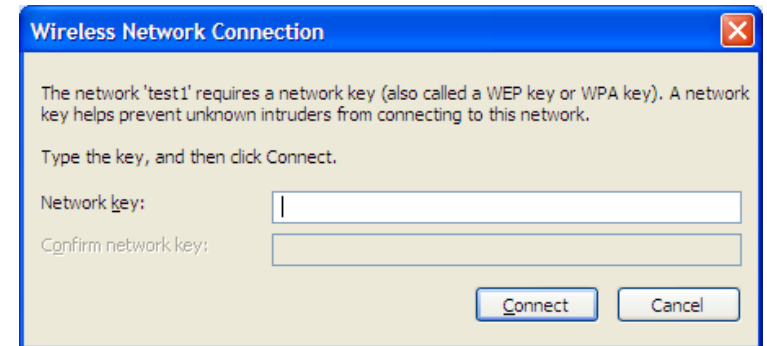 Wireless Network Connection
The network 'test1' requires a network key (also called a WEP key or WPA key). A network
key helps prevent unknown intruders from connecting to this network.
Type the key, and then click Connect.
Network key:
Confirm network key:
Connect Cancel